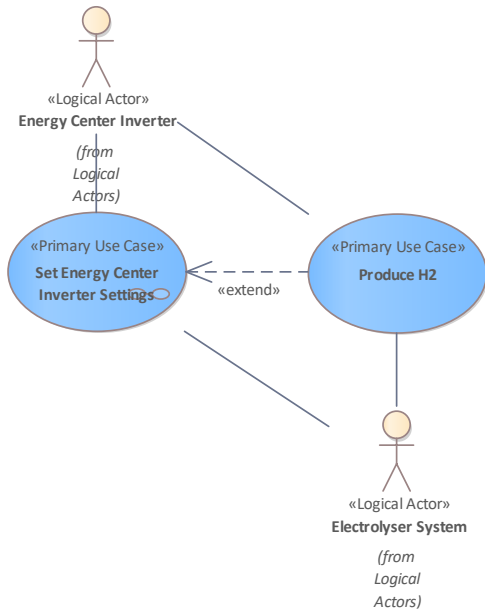 «Logical Actor»
Energy Center Inverter
(from
Logical
Actors)
«Primary Use Case»
Set Energy Center
Inverter Settings
«extend»
«Primary Use Case»
Produce H2
«Logical Actor»
Electrolyser System
(from
Logical
Actors)